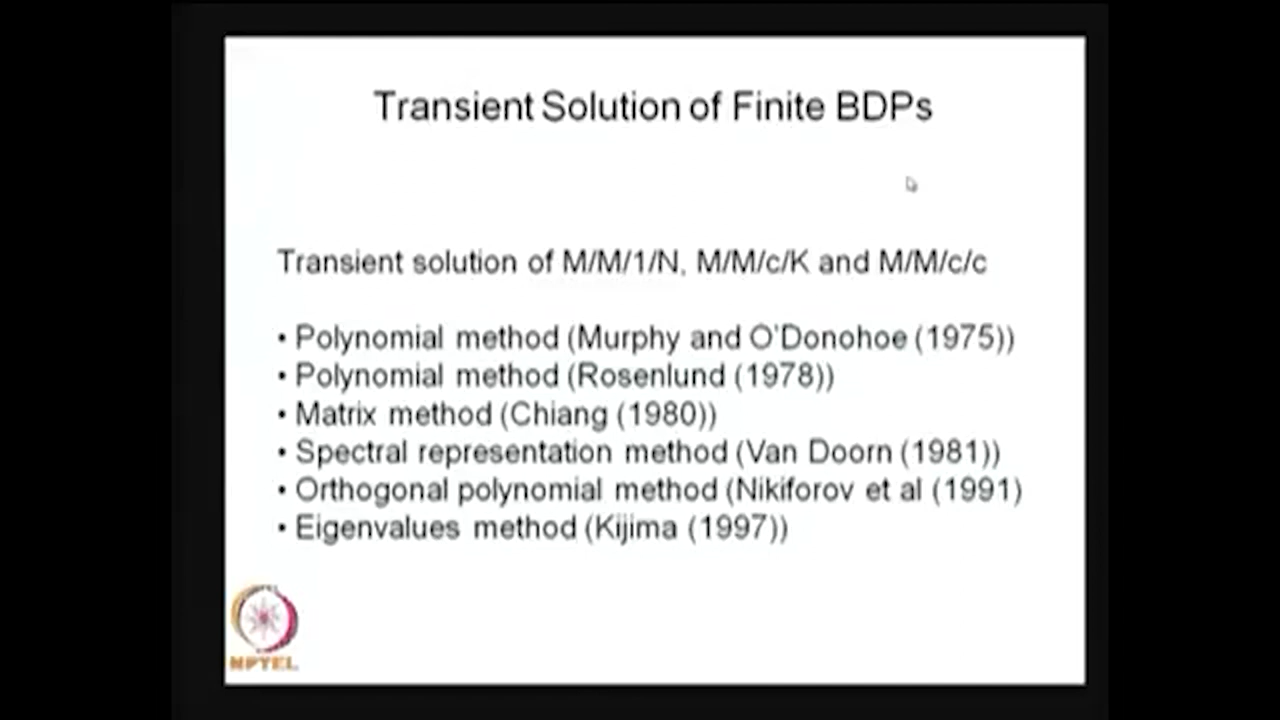 Transient Solution of Finite BDPs
Transient solution of M/M/1/N, M/M/c/K and M/M/c/c
• Polynomial method (Murphy and O'Donohoe (1975))
• Polynomial method (Rosenlund (1978))
• Matrix method (Chiang (1980))
• Spectral representation method (Van Doorn (1981))
• Orthogonal polynomial method (Nikiforov et al (1991)
• Eigenvalues method (Kijima (1997))
NPTEL